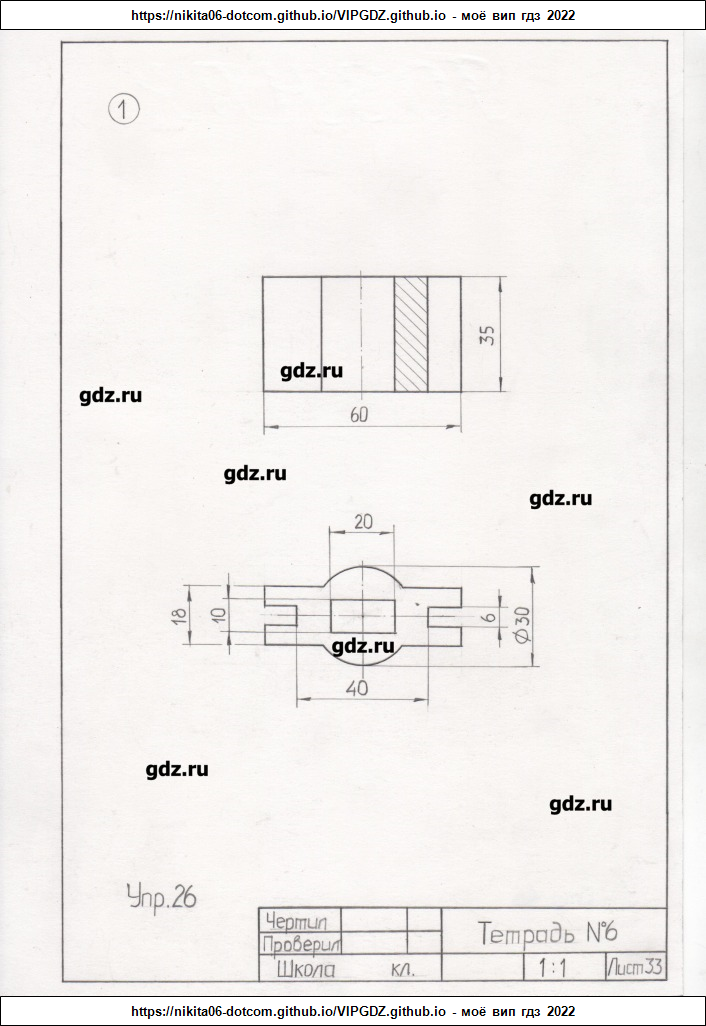 https://nikita06-dotcom.github.io/VIPGDZ.github.io - моё вип гдз 2022
1
35
gdz.ru
gdz.ru
60
gdz.ru
gdz.ru
20
18
10
6
Ø30
gdz.ru
40
gdz.ru
gdz.ru
Упр.26
Чертил
Проверил
Тетрадь №6
Школа кл.
1:1
Лист33
https://nikita06-dotcom.github.io/VIPGDZ.github.io - моё вип гдз 2022